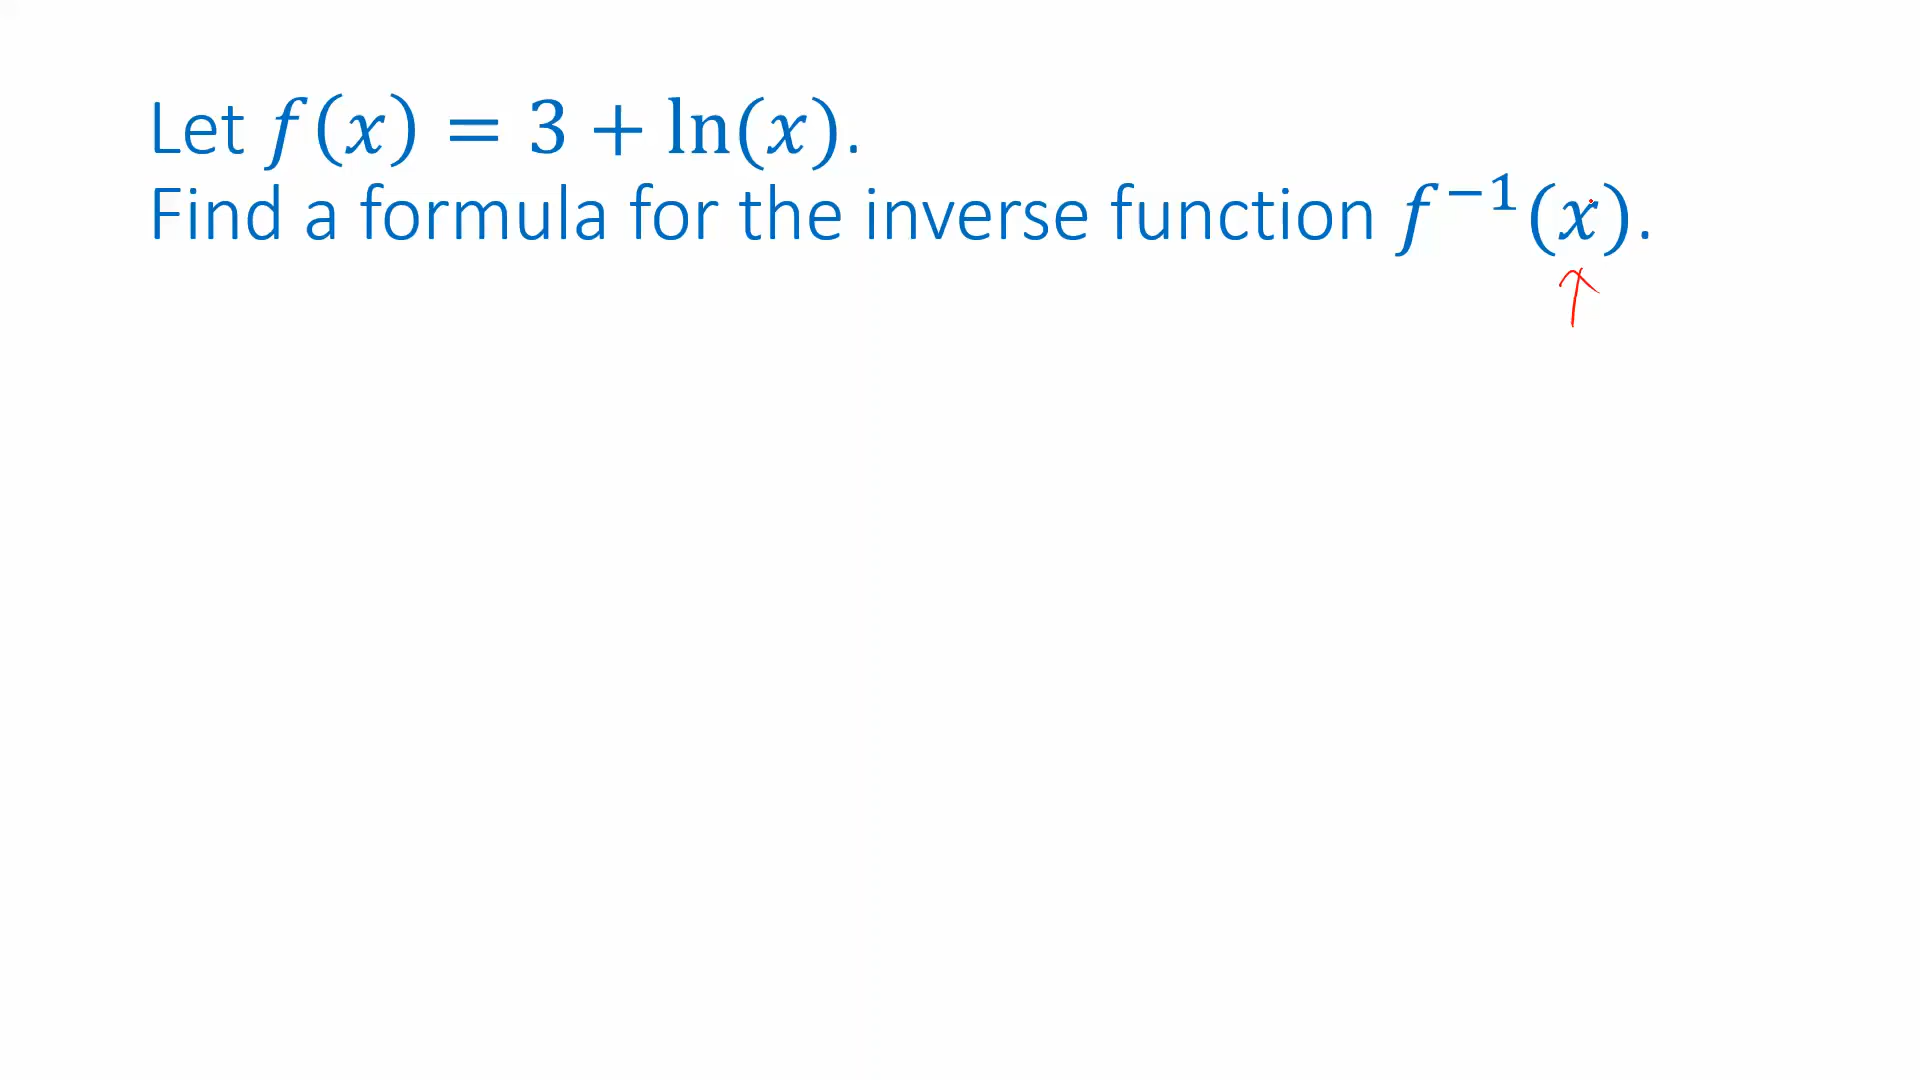 Let f(x) = 3 + ln(x).
Find a formula for the inverse function f⁻¹(x).